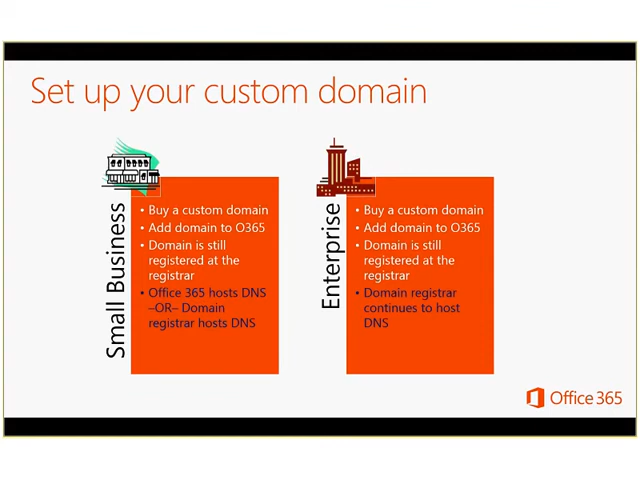 Set up your custom domain
Small Business
• Buy a custom domain
• Add domain to O365
• Domain is still
registered at the
registrar
• Office 365 hosts DNS
–OR– Domain
registrar hosts DNS
Enterprise
• Buy a custom domain
• Add domain to O365
• Domain is still
registered at the
registrar
• Domain registrar
continues to host
DNS
Office 365